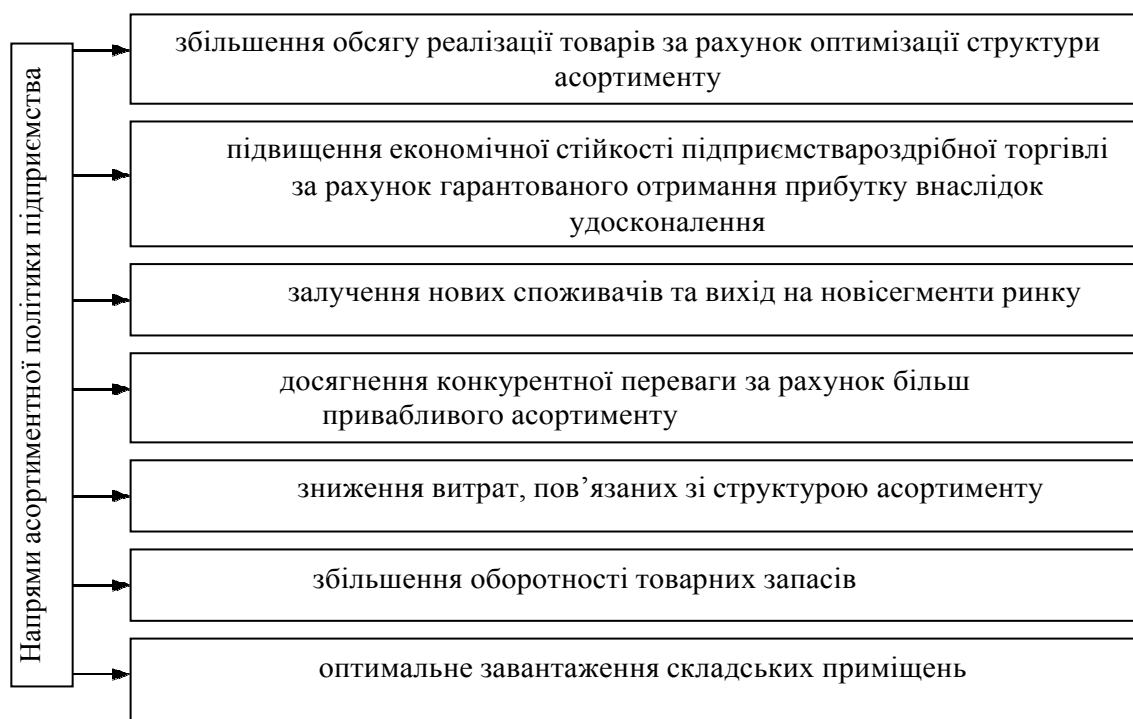 Напрями асортиментної політики підприємства
збільшення обсягу реалізації товарів за рахунок оптимізації структури
асортименту
підвищення економічної стійкості підприємствароздрібної торгівлі
за рахунок гарантованого отримання прибутку внаслідок
удосконалення
залучення нових споживачів та вихід на новісегменти ринку
досягнення конкурентної переваги за рахунок більш
привабливого асортименту
зниження витрат, пов’язаних зі структурою асортименту
збільшення оборотності товарних запасів
оптимальне завантаження складських приміщень